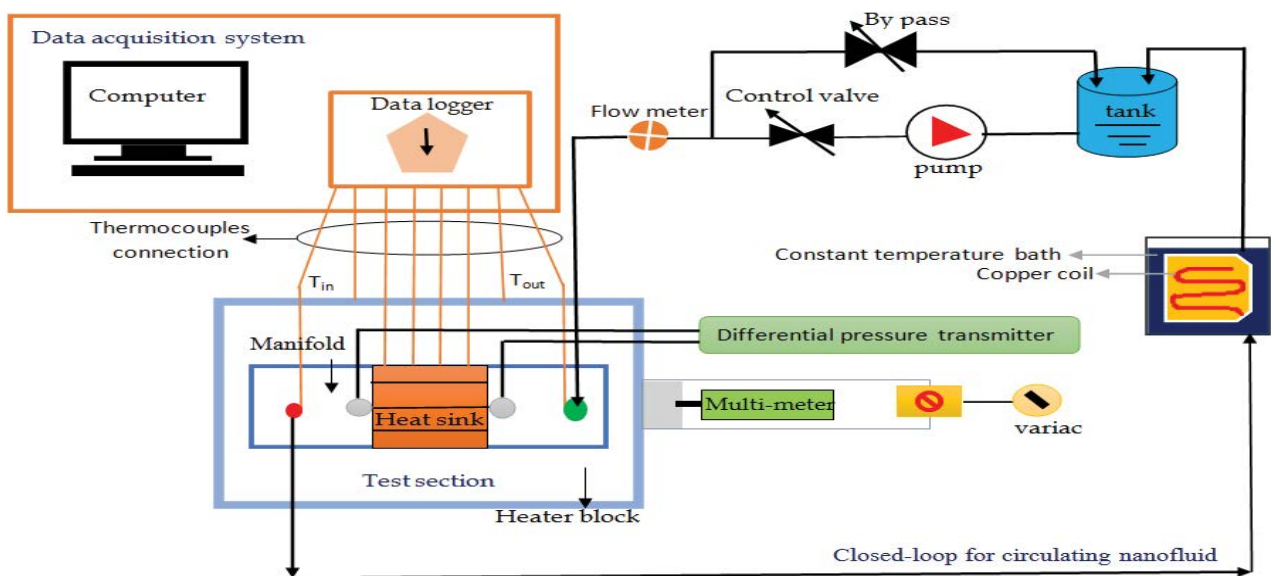 Data acquisition system
Computer
Data logger
Thermocouples
connection
By pass
Flow meter
Control valve
tank
pump
Constant temperature bath
Copper coil
Tin
Tout
Manifold
Differential pressure transmitter
Heat sink
Multi-meter
variac
Test section
Heater block
Closed-loop for circulating nanofluid